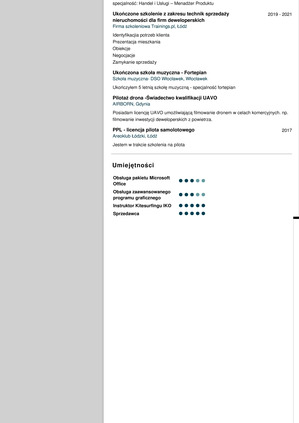 specjalność: Handel i Usługi – Menadżer Produktu
Ukończone szkolenie z zakresu technik sprzedaży 2019 - 2021
nieruchomości dla firm deweloperskich
Firma szkoleniowa Trainings.pl, Łódź
Identyfikacja potrzeb klienta
Prezentacja mieszkania
Obiekcje
Negocjacje
Zamykanie sprzedaży
Ukończona szkoła muzyczna - Fortepian
Szkoła muzyczna DSO Włocławek, Włocławek
Ukończyłem 5 letnią szkołę muzyczną - specjalność fortepian
Pilotaż drona -Świadectwo kwalifikacji UAVO
AIRBORN, Gdynia
Posiadam licencję UAVO umożliwiającą filmowanie dronem w celach komercyjnych. np.
filmowanie inwestycji deweloperskich z powietrza.
PPL - licencja pilota samolotowego 2017
Aeroklub Łódzki, Łódź
Jestem w trakcie szkolenia na pilota
Umiejętności
Obsługa pakietu Microsoft
Office
Obsługa zaawansowanego
programu graficznego
Instruktor Kitesurfingu IKO
Sprzedawca